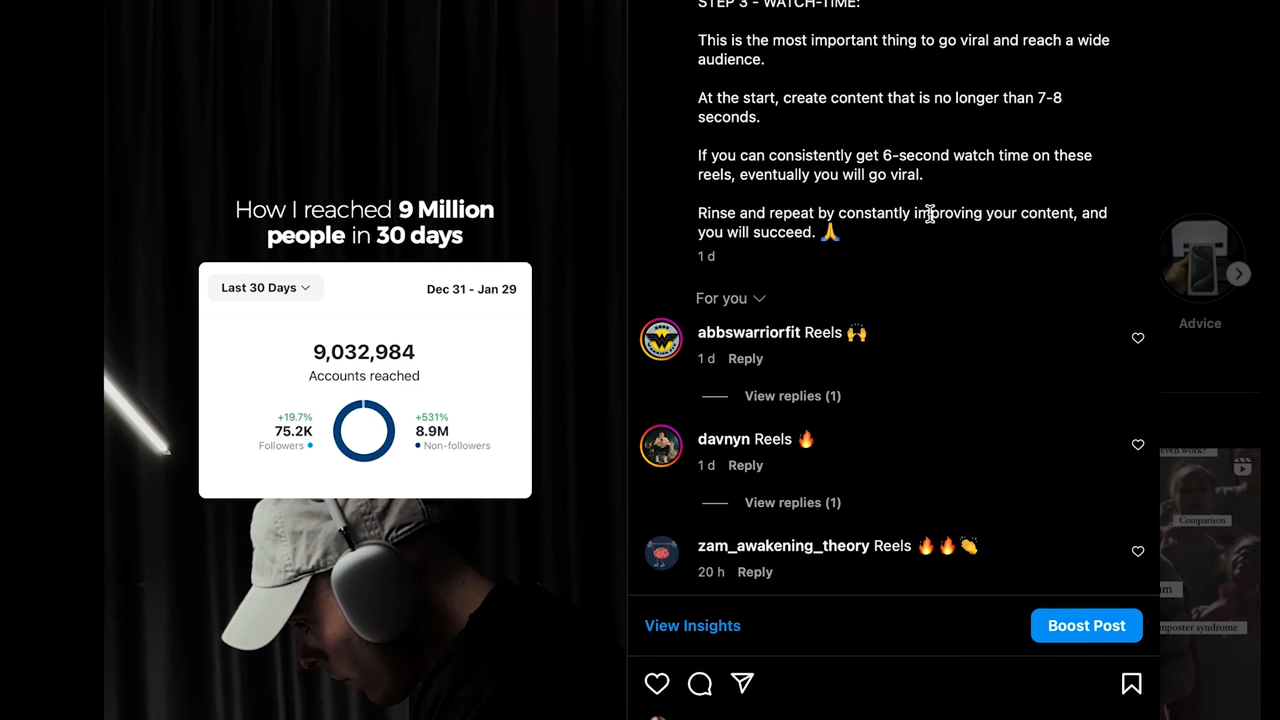 How I reached 9 Million
people in 30 days
Last 30 Days
Dec 31 - Jan 29
9,032,984
Accounts reached
+19.7%
75.2K
Followers
+531%
8.9M
Non-followers
STEP 3 - WATCH-TIME:
This is the most important thing to go viral and reach a wide
audience.
At the start, create content that is no longer than 7-8
seconds.
If you can consistently get 6-second watch time on these
reels, eventually you will go viral.
Rinse and repeat by constantly improving your content, and
you will succeed. 🙏
1 d
For you
abbswarriorfit Reels 🙌
1 d Reply
View replies (1)
davnyn Reels 🔥
1 d Reply
View replies (1)
zam_awakening_theory Reels 🔥🔥👏
20 h Reply
View Insights
Boost Post
Advice
even work?
Comparison
imposter syndrome